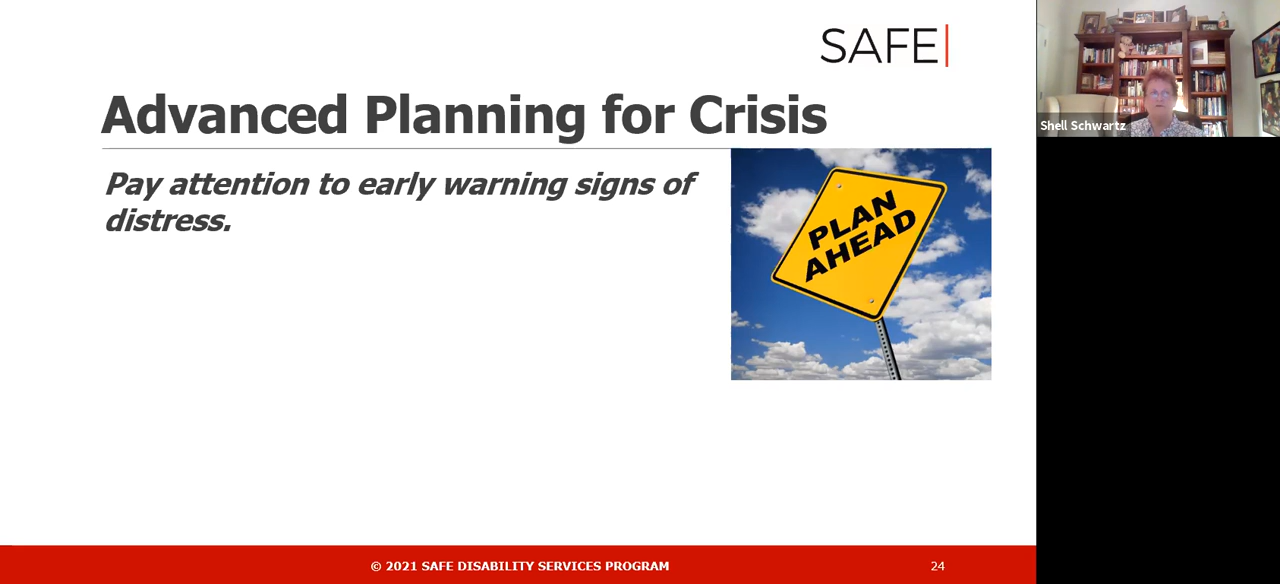 SAFE
Advanced Planning for Crisis
Pay attention to early warning signs of
distress.
PLAN
AHEAD
Shell Schwartz
© 2021 SAFE DISABILITY SERVICES PROGRAM
24